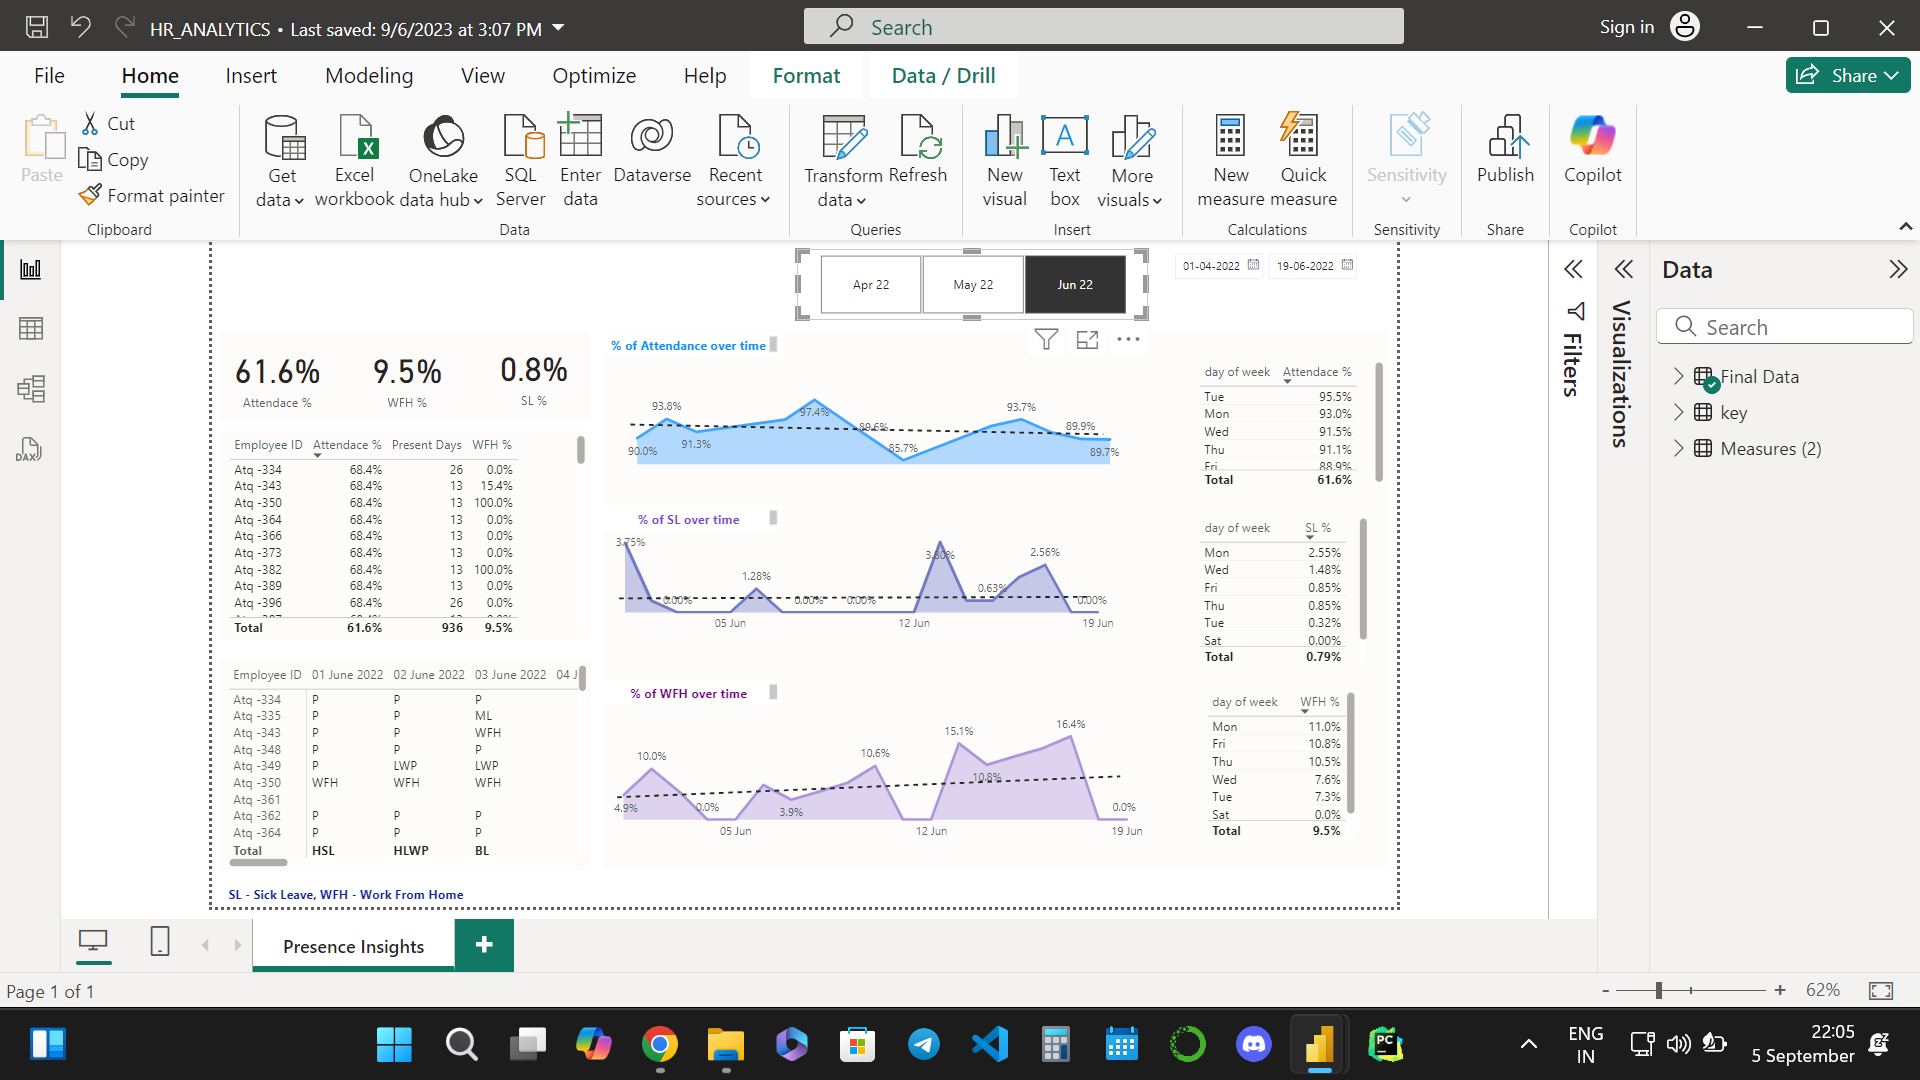 HR_ANALYTICS • Last saved: 9/6/2023 at 3:07 PM
Search
Sign in
File Home Insert Modeling View Optimize Help Format Data / Drill
Share
Paste
Cut
Copy
Format painter
Clipboard
Get data
Excel workbook
OneLake data hub
SQL Server
Enter data
Dataverse
Recent sources
Data
Transform data
Refresh
Queries
New visual
Text box
More visuals
Insert
New measure
Quick measure
Calculations
Sensitivity
Sensitivity
Publish
Share
Copilot
Copilot
Apr 22 May 22 Jun 22
01-04-2022 19-06-2022
61.6% 9.5% 0.8%
Attendace % WFH % SL %
Employee ID Attendace % Present Days WFH %
Atq -334 68.4% 26 0.0%
Atq -343 68.4% 13 15.4%
Atq -350 68.4% 13 100.0%
Atq -364 68.4% 13 0.0%
Atq -366 68.4% 13 0.0%
Atq -373 68.4% 13 0.0%
Atq -382 68.4% 13 100.0%
Atq -389 68.4% 13 0.0%
Atq -396 68.4% 26 0.0%
Total 61.6% 936 9.5%
Employee ID 01 June 2022 02 June 2022 03 June 2022 04 J
Atq -334 P P P
Atq -335 P P ML
Atq -343 P P WFH
Atq -348 P P P
Atq -349 P LWP LWP
Atq -350 WFH WFH WFH
Atq -361
Atq -362 P P P
Atq -364 P P P
Total HSL HLWP BL
SL - Sick Leave, WFH - Work From Home
% of Attendance over time
90.0% 93.8% 91.3% 97.4% 89.6% 85.7% 93.7% 89.9% 89.7%
% of SL over time
3.75% 0.00% 1.28% 0.00% 0.00% 3.80% 0.63% 2.56% 0.00%
05 Jun 12 Jun 19 Jun
% of WFH over time
4.9% 10.0% 0.0% 3.9% 10.6% 15.1% 10.8% 16.4% 0.0%
05 Jun 12 Jun 19 Jun
day of week Attendace %
Tue 95.5%
Mon 93.0%
Wed 91.5%
Thu 91.1%
Fri 88.9%
Total 61.6%
day of week SL %
Mon 2.55%
Wed 1.48%
Fri 0.85%
Thu 0.85%
Tue 0.32%
Sat 0.00%
Total 0.79%
day of week WFH %
Mon 11.0%
Fri 10.8%
Thu 10.5%
Wed 7.6%
Tue 7.3%
Sat 0.0%
Total 9.5%
Filters
Visualizations
Data
Search
Final Data
key
Measures (2)
DAX
Presence Insights
Page 1 of 1
- + 62%
PC
ENG
IN
22:05
5 September